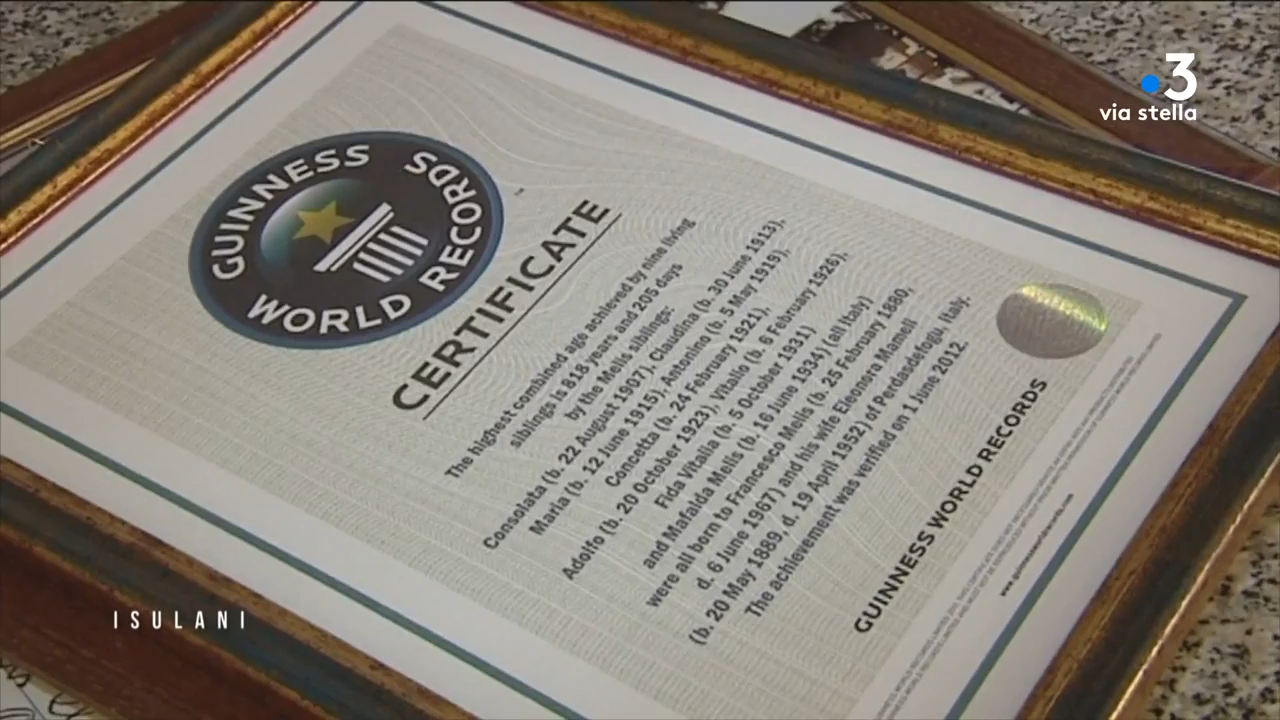 3
via stella
GUINNESS
WORLD RECORDS
CERTIFICATE
The highest combined age achieved by nine living
siblings is 818 years and 205 days
by the Melis siblings:
Consolata (b. 22 August 1907), Claudina (b. 30 June 1913),
Maria (b. 12 June 1915), Antonino (b. 5 May 1919),
Concetta (b. 24 February 1921),
Adolfo (b. 20 October 1923), Vitalio (b. 6 February 1926),
Fida Vitalia (b. 5 October 1931)
and Mafalda Melis (b. 16 June 1934) (all Italy)
were all born to Francesco Melis (b. 25 February 1880,
d. 6 June 1967) and his wife Eleonora Mameli
(b. 20 May 1889, d. 19 April 1952) of Perdasdefogu, Italy.
The achievement was verified on 1 June 2012.
GUINNESS WORLD RECORDS
www.guinnessworldrecords.com
ISULANI